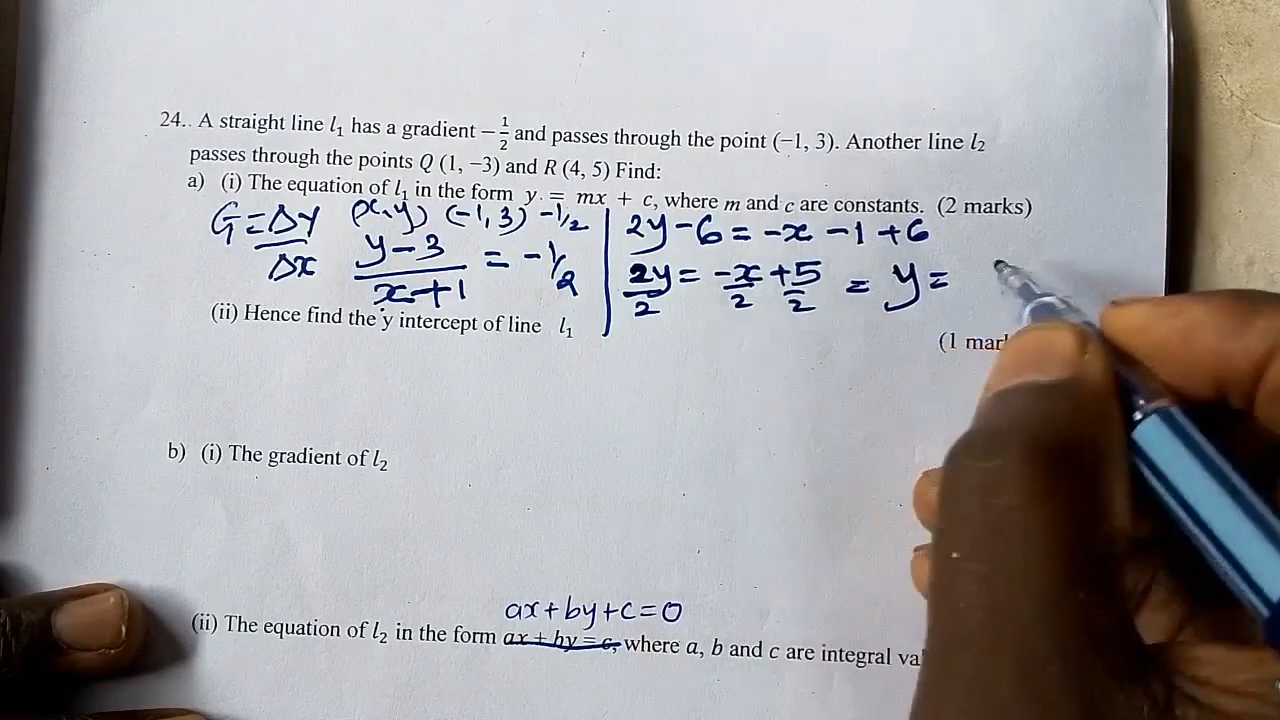 24.. A straight line l₁ has a gradient −1/2 and passes through the point (−1, 3). Another line l₂
passes through the points Q (1, −3) and R (4, 5) Find:
a) (i) The equation of l₁ in the form y = mx + c, where m and c are constants. (2 marks)
G = Δy/Δx (x, y) (-1, 3) -1/2
(y-3)/(x+1) = -1/2
2y-6 = -x -1 +6
2y/2 = -x/2 +5/2 = y =
(ii) Hence find the y intercept of line l₁
(1 mar
b) (i) The gradient of l₂
ax+by+c=0
(ii) The equation of l₂ in the form ax + by = c, where a, b and c are integral va